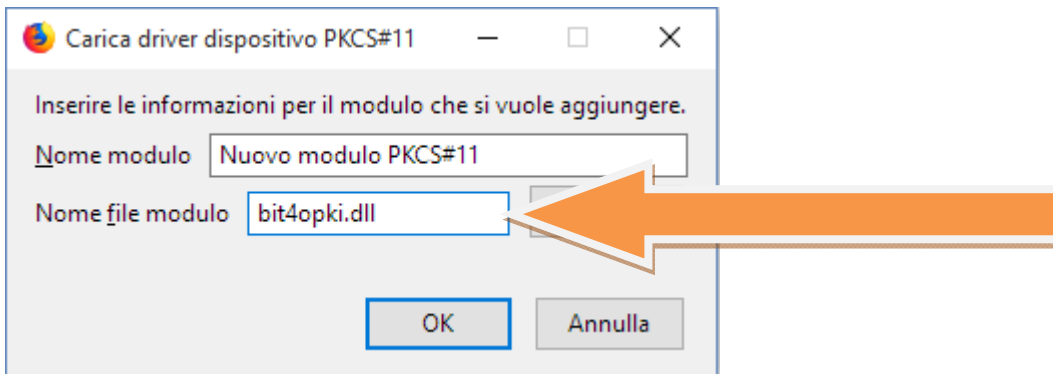 Carica driver dispositivo PKCS#11
Inserire le informazioni per il modulo che si vuole aggiungere.
Nome modulo Nuovo modulo PKCS#11
Nome file modulo bit4opki.dll
OK Annulla